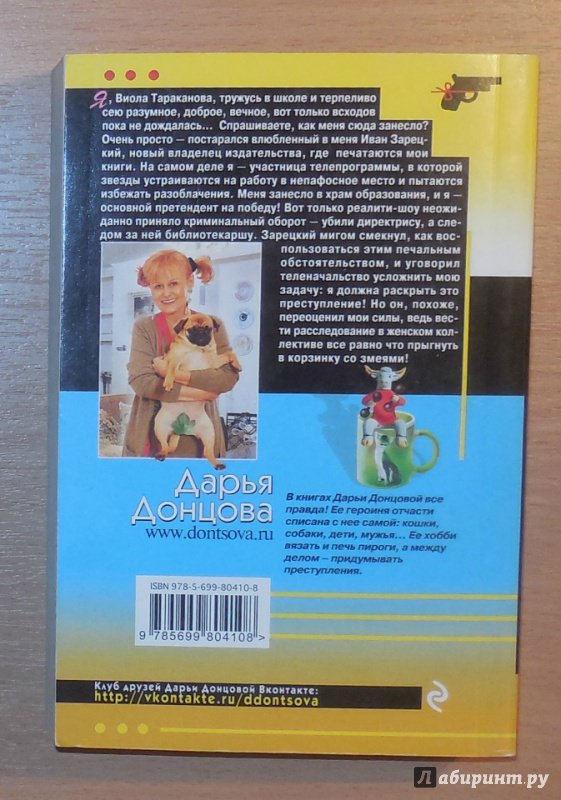 Я, Виола Тараканова, тружусь в школе и терпеливо
сею разумное, доброе, вечное, вот только всходов
пока не дождалась... Спрашиваете, как меня сюда занесло?
Очень просто – постарался влюбленный в меня Иван Зарец-
кий, новый владелец издательства, где печатаются мои
книги. На самом деле я – участница телепрограммы, в которой
звезды устраиваются на работу в непафосное место и пытаются
избежать разоблачения. Меня занесло в храм образования, и я –
основной претендент на победу! Вот только реалити-шоу неожи-
данно приняло криминальный оборот – убили директрису, а сле-
дом за ней библиотекаршу. Зарецкий мигом смекнул, как вос-
пользоваться этим печальным
обстоятельством, и уговорил
теленачальство усложнить мою
задачу: я должна раскрыть это
преступление! Но он, похоже,
переоценил мои силы, ведь вес-
ти расследование в женском кол-
лективе все равно что прыгнуть
в корзинку со змеями!
Дарья
Донцова
www.dontsova.ru
В книгах Дарьи Донцовой все
правда! Ее героиня отчасти
списана с нее самой: кошки,
собаки, дети, мужья... Ее хобби
вязать и печь пироги, а между
делом – придумывать
преступления.
ISBN 978-5-699-80410-8
9 785699 804108 >
Клуб друзей Дарьи Донцовой Вконтакте:
http://vkontakte.ru/ddontsova
Лабиринт.ру